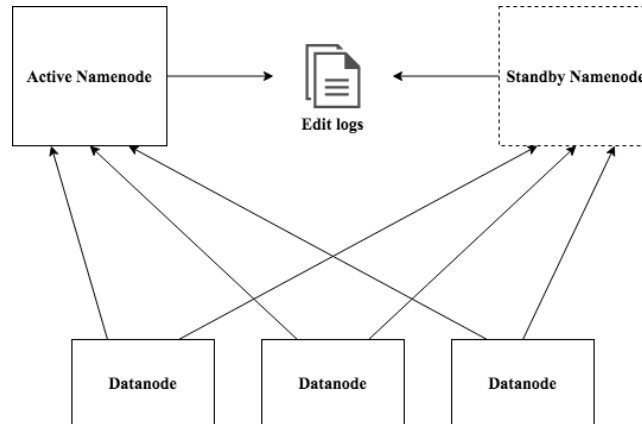 Active Namenode
Standby Namenode
Edit logs
Datanode
Datanode
Datanode